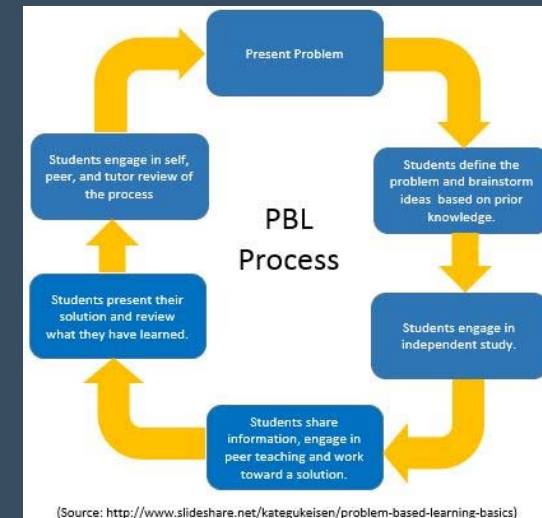 Present Problem
Students define the
problem and brainstorm
ideas based on prior
knowledge.
Students engage in
independent study.
Students share
information, engage in
peer teaching and work
toward a solution.
Students present their
solution and review
what they have learned.
Students engage in self,
peer, and tutor review of
the process
PBL
Process
(Source: http://www.slideshare.net/kategukeisen/problem-based-learning-basics)